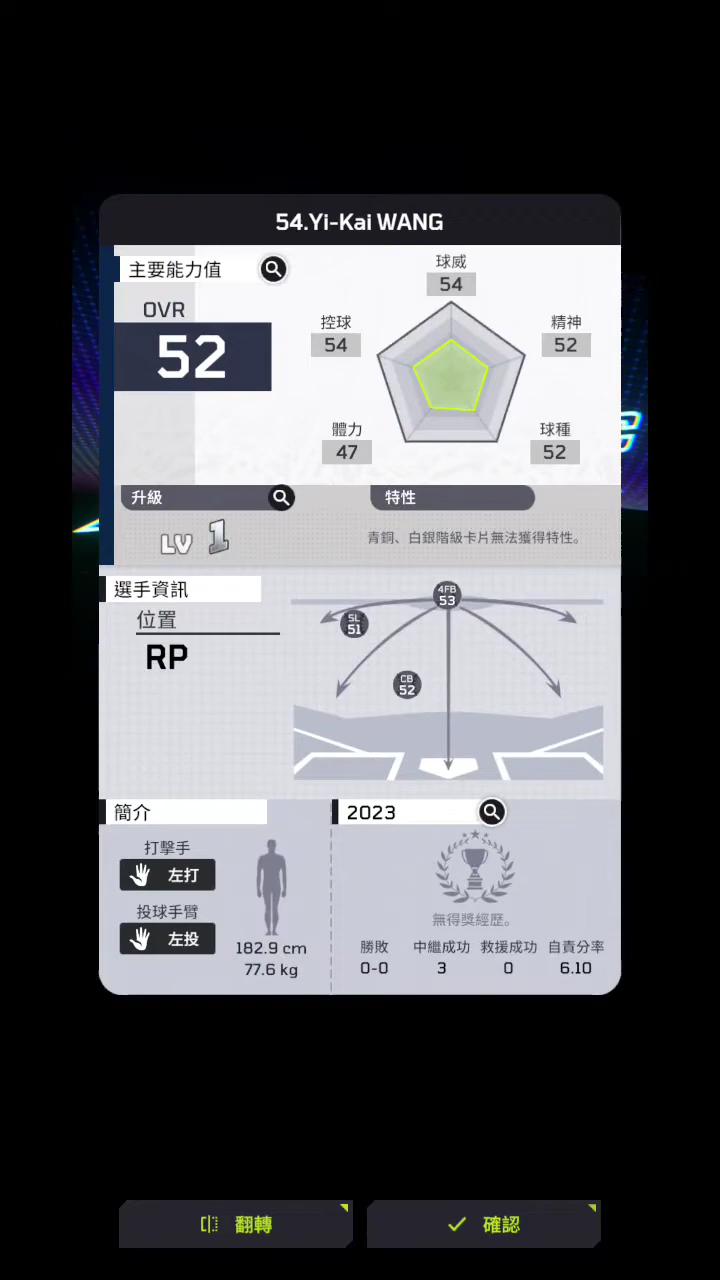 54.Yi-Kai WANG
主要能力值
OVR
52
球威
54
控球
54
精神
52
體力
47
球種
52
升級
特性
LV 1
青銅、白銀階級卡片無法獲得特性。
選手資訊
位置
RP
4FB
53
SL
51
CB
52
簡介
2023
打擊手
左打
投球手臂
左投
182.9 cm
77.6 kg
無得獎經歷。
勝敗 中繼成功 救援成功 自責分率
0-0 3 0 6.10
翻轉 確認